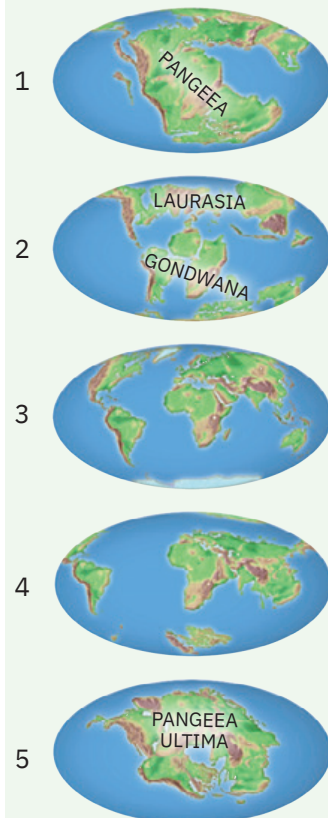 1
PANGEEA
2
LAURASIA
GONDWANA
3
4
5
PANGEEA
ULTIMA